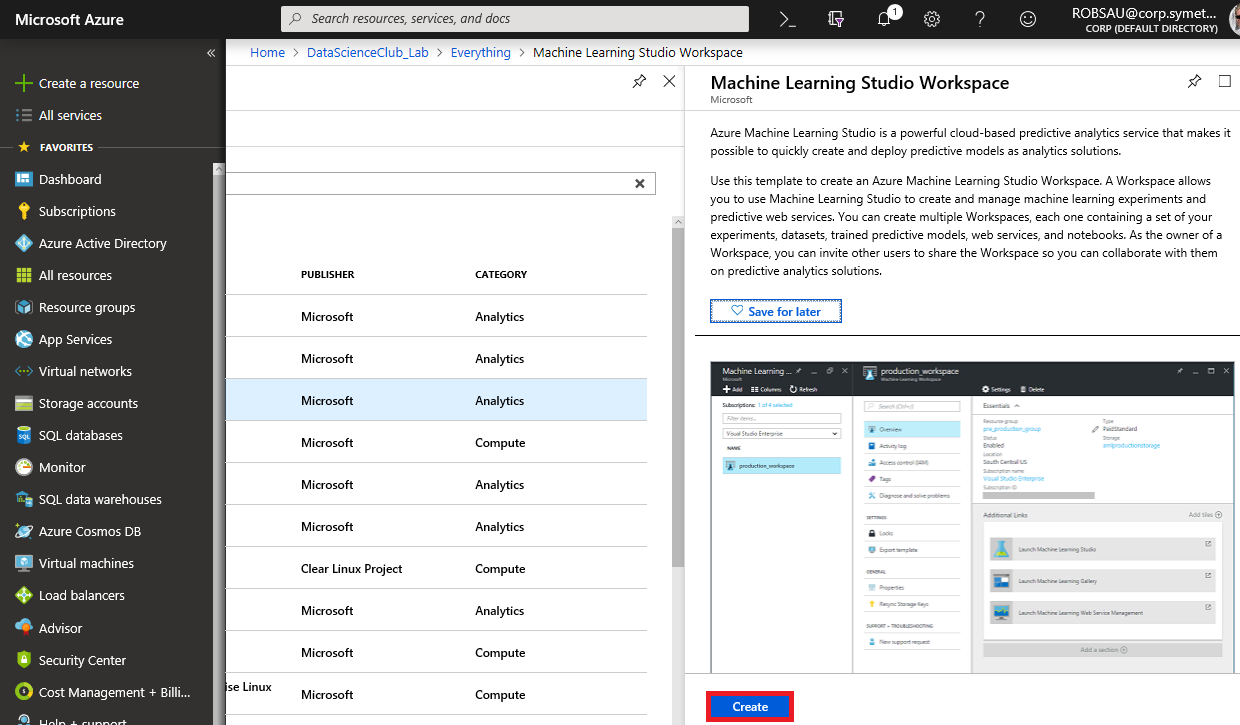 Microsoft Azure
Search resources, services, and docs
1
ROBSAU@corp.symet...
CORP (DEFAULT DIRECTORY)
Home > DataScienceClub_Lab > Everything > Machine Learning Studio Workspace
Create a resource
All services
FAVORITES
Dashboard
Subscriptions
Azure Active Directory
All resources
Resource groups
App Services
Virtual networks
Storage accounts
SQL databases
Monitor
SQL data warehouses
Azure Cosmos DB
Virtual machines
Load balancers
Advisor
Security Center
Cost Management + Billi...
Help + support
PUBLISHER CATEGORY
Microsoft Analytics
Microsoft Analytics
Microsoft Analytics
Microsoft Compute
Microsoft Analytics
Microsoft Analytics
Clear Linux Project Compute
Microsoft Analytics
Microsoft Compute
ise Linux Microsoft Compute
Machine Learning Studio Workspace
Microsoft
Azure Machine Learning Studio is a powerful cloud-based predictive analytics service that makes it
possible to quickly create and deploy predictive models as analytics solutions.
Use this template to create an Azure Machine Learning Studio Workspace. A Workspace allows
you to use Machine Learning Studio to create and manage machine learning experiments and
predictive web services. You can create multiple Workspaces, each one containing a set of your
experiments, datasets, trained predictive models, web services, and notebooks. As the owner of a
Workspace, you can invite other users to share the Workspace so you can collaborate with them
on predictive analytics solutions.
Save for later
Machine Learning ...
Microsoft
Add Columns Refresh
Subscriptions: 1 of 4 selected
Filter items...
Visual Studio Enterprise
NAME
production_workspace
production_workspace
Machine Learning Workspace
Search (Ctrl+/)
Overview
Activity log
Access control (IAM)
Tags
Diagnose and solve problems
SETTINGS
Locks
Export template
GENERAL
Properties
Resync Storage Keys
SUPPORT + TROUBLESHOOTING
New support request
Settings Delete
Essentials
Resource group
pre_production_group
Status
Enabled
Location
South Central US
Subscription name
Visual Studio Enterprise
Subscription ID
Type
PaidStandard
Storage
amlproductionstorage
Additional Links Add tiles
Launch Machine Learning Studio
Launch Machine Learning Gallery
Launch Machine Learning Web Service Management
Add a section
Create